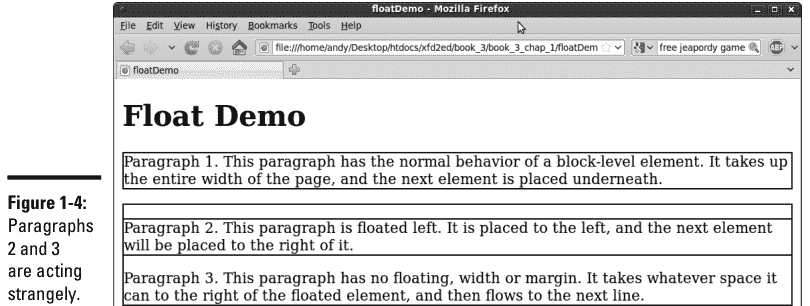 floatDemo - Mozilla Firefox
File Edit View History Bookmarks Tools Help
file:///home/andy/Desktop/htdocs/xfd2ed/book_3/book_3_chap_1/floatDem
free jeapordy game
ABP
floatDemo
Float Demo
Paragraph 1. This paragraph has the normal behavior of a block-level element. It takes up
the entire width of the page, and the next element is placed underneath.
Paragraph 2. This paragraph is floated left. It is placed to the left, and the next element
will be placed to the right of it.
Paragraph 3. This paragraph has no floating, width or margin. It takes whatever space it
can to the right of the floated element, and then flows to the next line.
Figure 1-4:
Paragraphs
2 and 3
are acting
strangely.